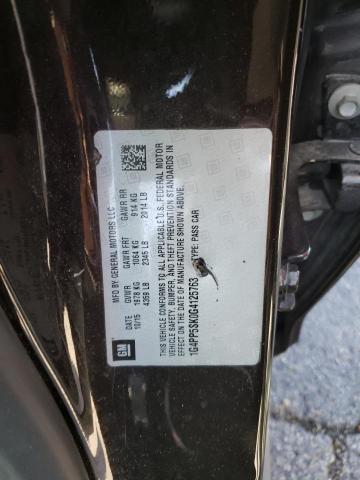 GM
MFD BY GENERAL MOTORS LLC
DATE GVWR GAWR FRT GAWR RR
10/15 1978 KG 1064 KG 914 KG
4359 LB 2345 LB 2014 LB
THIS VEHICLE CONFORMS TO ALL APPLICABLE U.S. FEDERAL MOTOR
VEHICLE SAFETY, BUMPER, AND THEFT PREVENTION STANDARDS IN
EFFECT ON THE DATE OF MANUFACTURE SHOWN ABOVE.
1G4PP5SK0G4125763 TYPE: PASS CAR